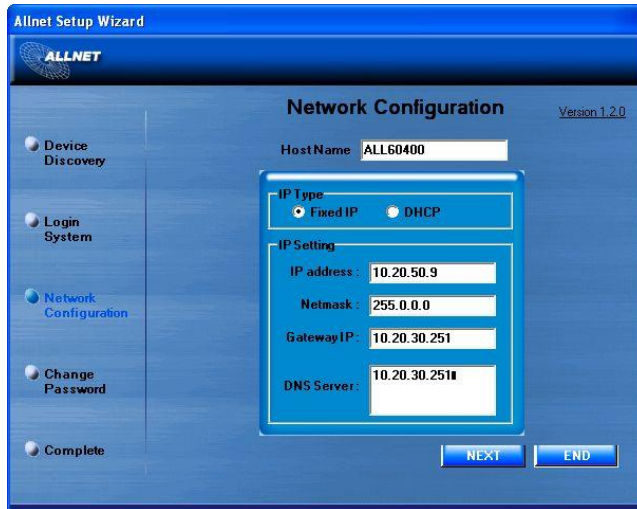 Allnet Setup Wizard
ALLNET
Network Configuration
Version 1.2.0
Device
Discovery
Login
System
Network
Configuration
Change
Password
Complete
Host Name ALL60400
IP Type
Fixed IP DHCP
IP Setting
IP address : 10.20.50.9
Netmask : 255.0.0.0
Gateway IP : 10.20.30.251
DNS Server : 10.20.30.251
NEXT END